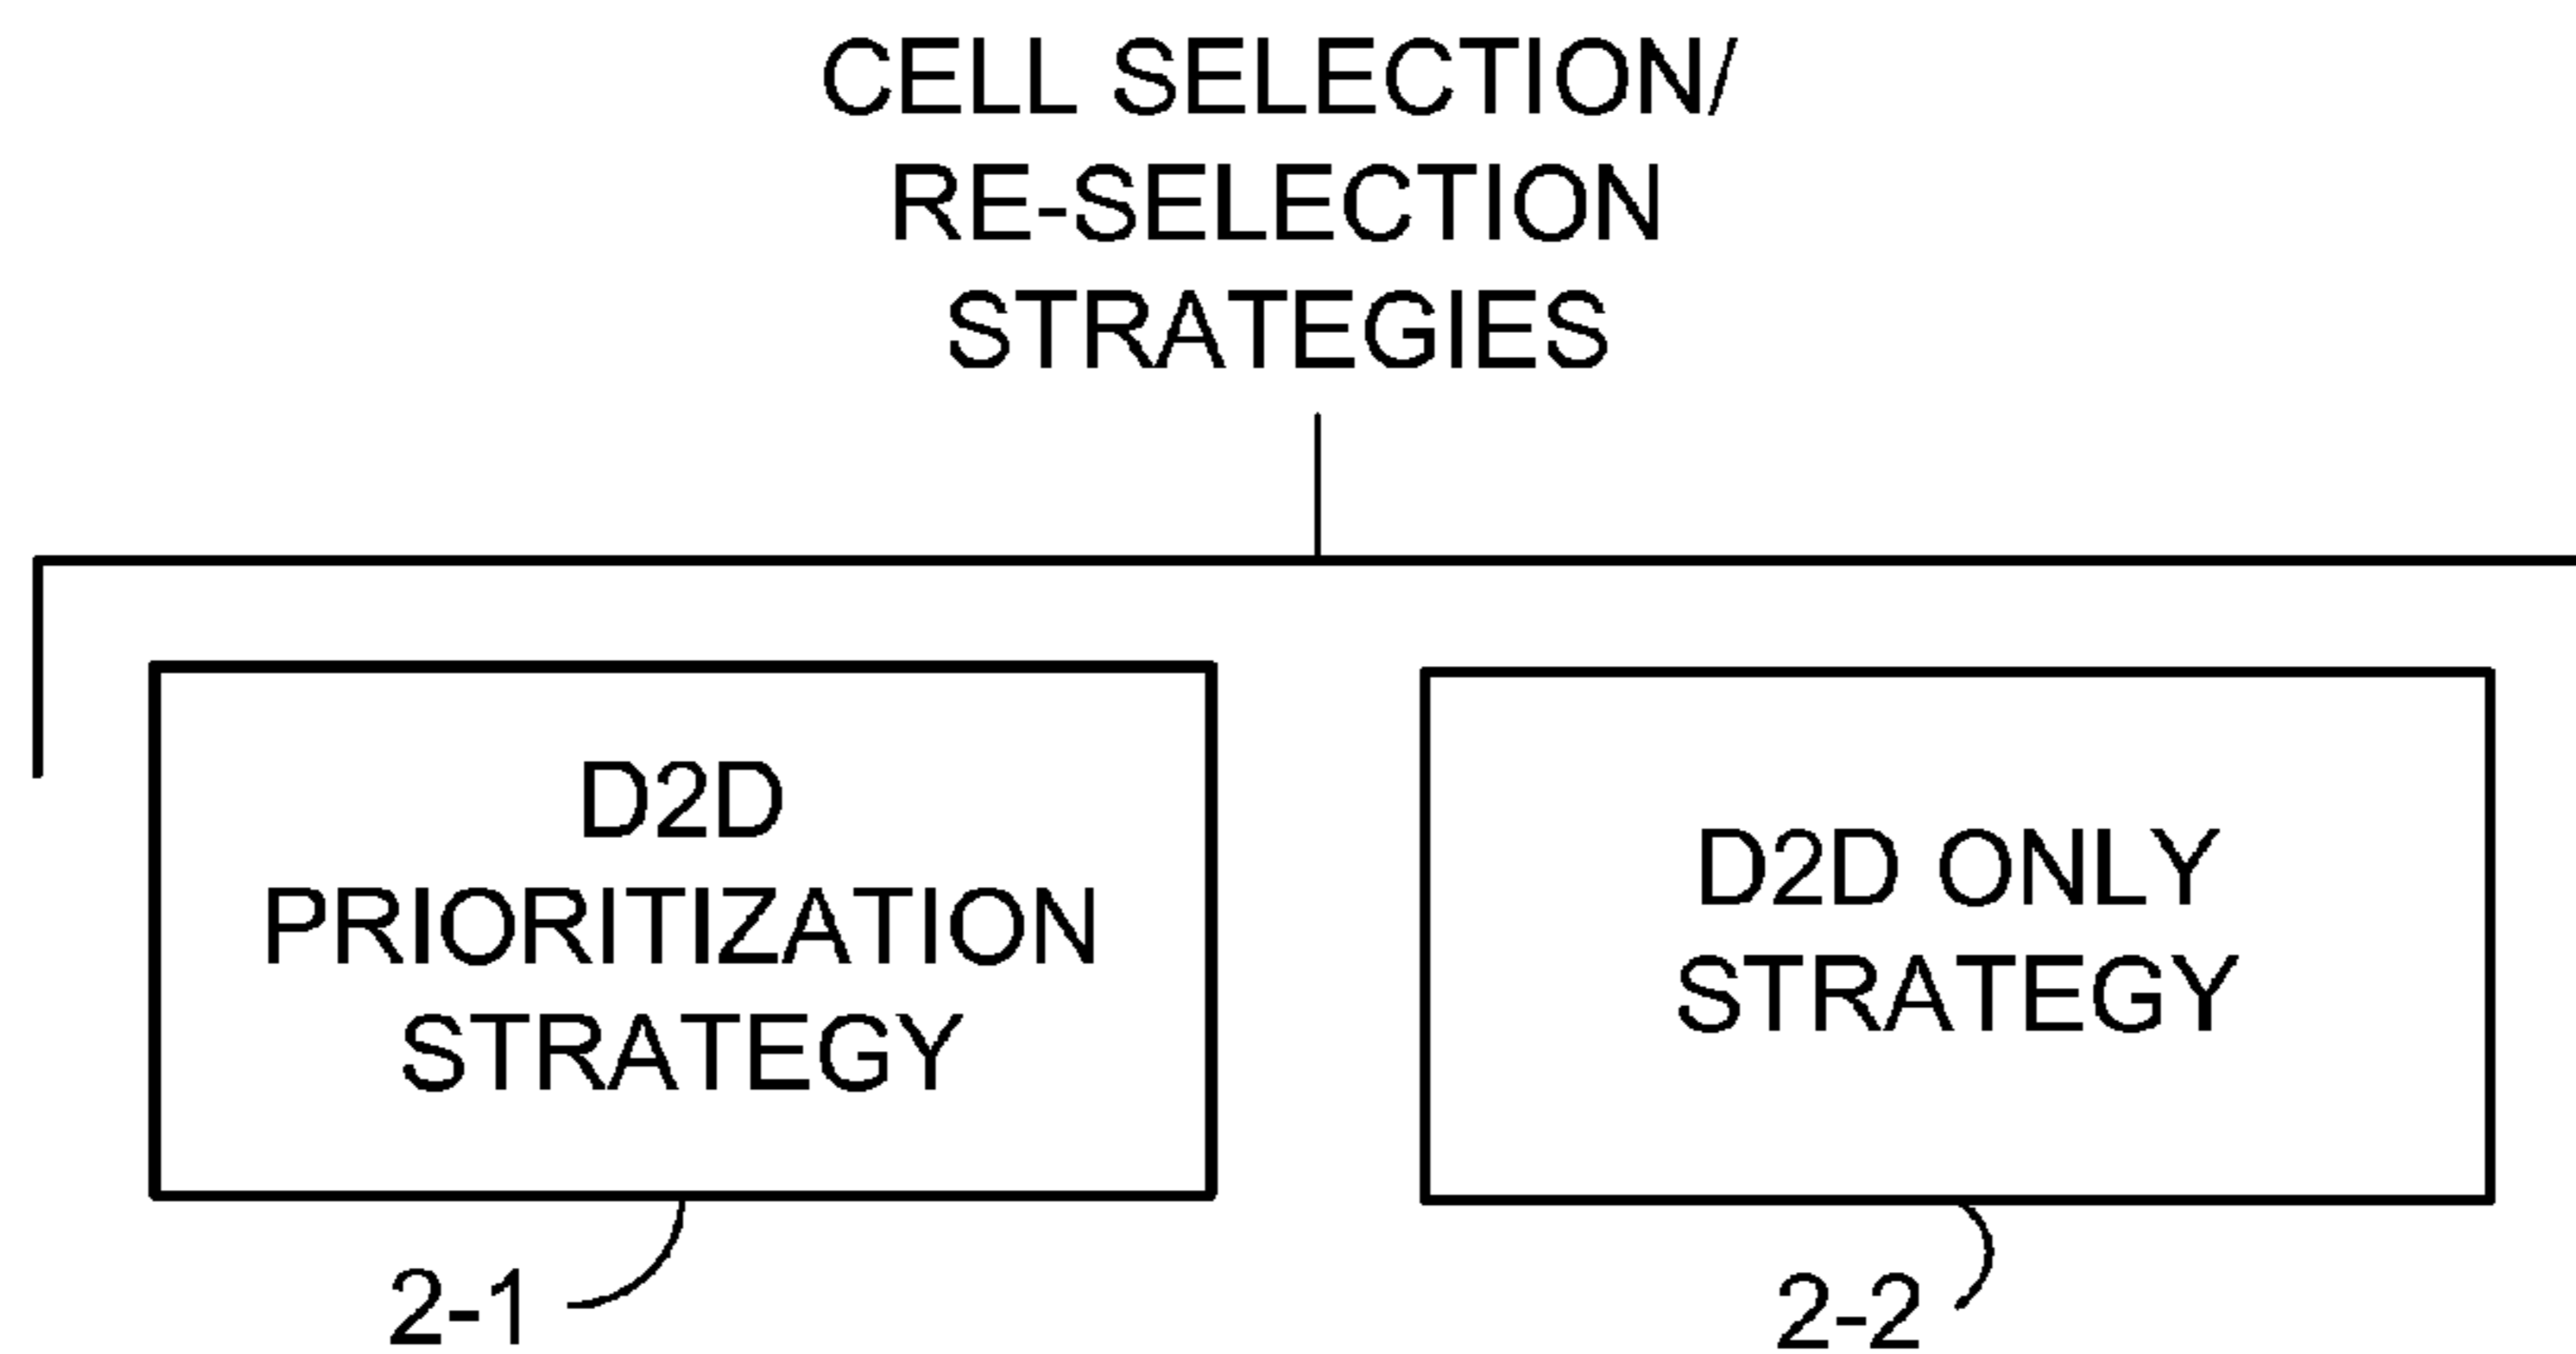 CELL SELECTION/
RE-SELECTION
STRATEGIES
D2D
PRIORITIZATION
STRATEGY
2-1
D2D ONLY
STRATEGY
2-2